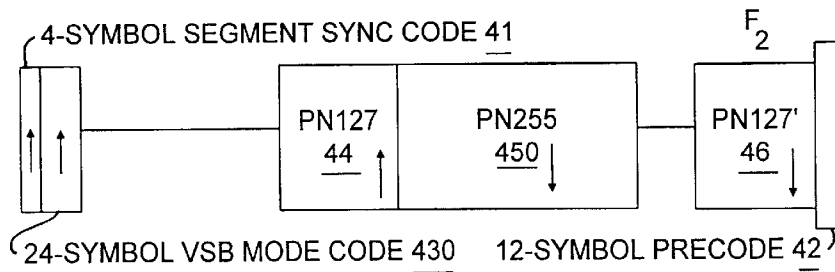 4-SYMBOL SEGMENT SYNC CODE 41
F2
PN127
44
PN255
450
PN127'
46
24-SYMBOL VSB MODE CODE 430
12-SYMBOL PRECODE 42